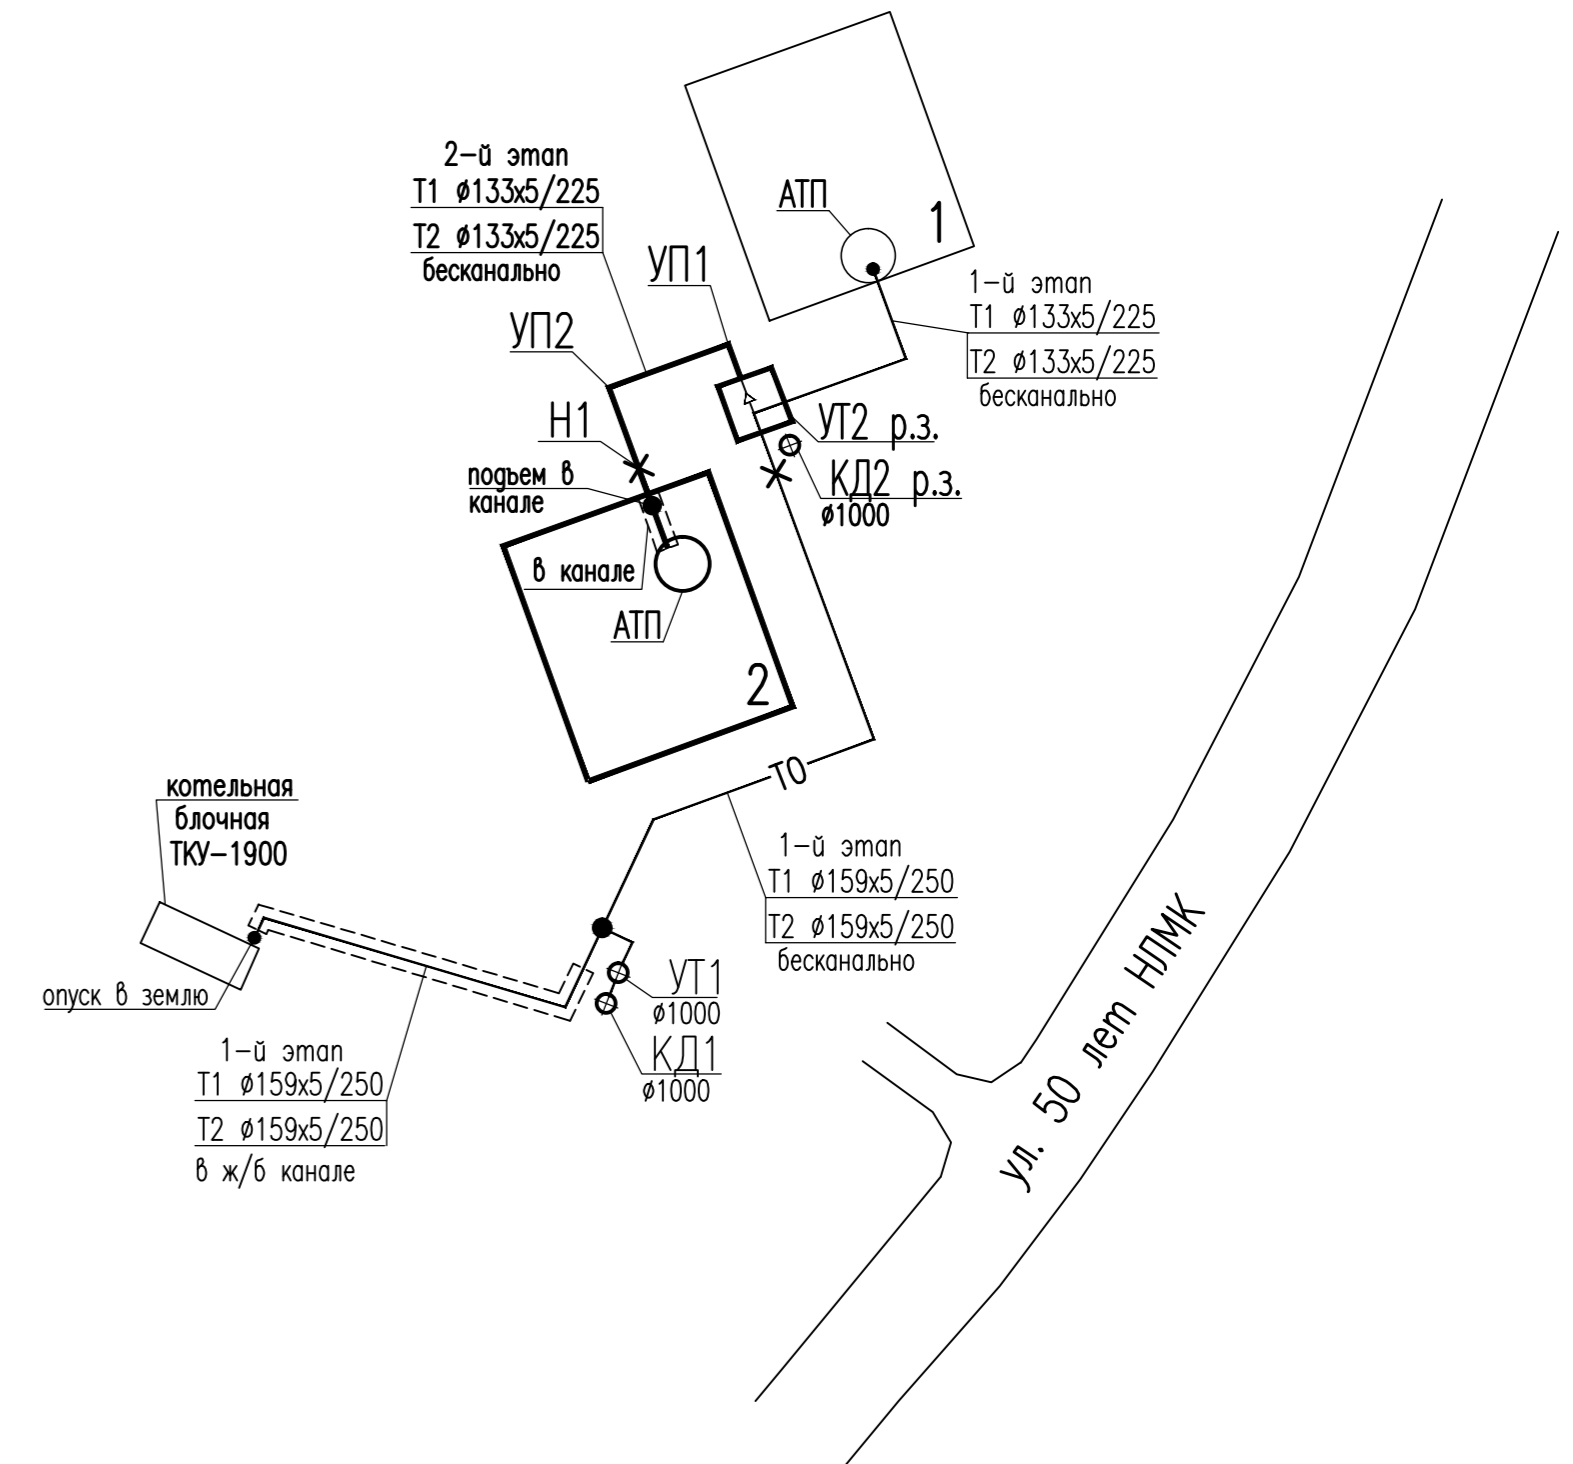 2-й этап
Т1 ø133х5/225
Т2 ø133х5/225
бесканально
АТП
1
УП1
1-й этап
Т1 ø133х5/225
Т2 ø133х5/225
бесканально
УП2
Н1
УТ2 р.з.
КД2 р.з.
ø1000
подьем в
канале
в канале
АТП
2
Т0
котельная
блочная
ТКУ-1900
1-й этап
Т1 ø159х5/250
Т2 ø159х5/250
бесканально
опуск в землю
УТ1
ø1000
КД1
ø1000
1-й этап
Т1 ø159х5/250
Т2 ø159х5/250
в ж/б канале
ул. 50 лет НЛМК